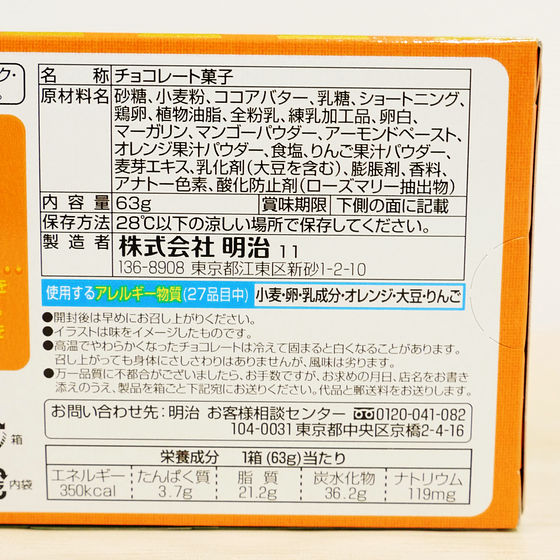 ク・
。
名 称 チョコレート菓子
原材料名 砂糖、小麦粉、ココアバター、乳糖、ショートニング、
鶏卵、植物油脂、全粉乳、練乳加工品、卵白、
マーガリン、マンゴーパウダー、アーモンドペースト、
オレンジ果汁パウダー、食塩、りんご果汁パウダー、
麦芽エキス、乳化剤(大豆を含む)、膨脹剤、香料、
アナトー色素、酸化防止剤(ローズマリー抽出物)
内 容 量 63g 賞味期限 下側の面に記載
保存方法 28℃以下の涼しい場所で保存してください。
製 造 者 株式会社 明治 11
136-8908 東京都江東区新砂1-2-10
使用するアレルギー物質(27品目中) 小麦・卵・乳成分・オレンジ・大豆・りんご
●開封後は早めにお召し上がりください。
●イラストは味をイメージしたものです。
●高温でやわらかくなったチョコレートは冷えて固まると白くなることがあります。
召し上がっても身体にさしさわりはありませんが、風味は劣ります。
●万一品質に不都合がございましたら、お手数ですが、お求めの月日、店名をお書き
添えのうえ、製品を箱ごと下記宛にお送りください。代品と郵送料をお送りします。
お問い合わせ先:明治 お客様相談センター 0120-041-082
104-0031 東京都中央区京橋2-4-16
箱
内袋
栄養成分 1箱(63g)当たり
エネルギー たんぱく質 脂 質 炭水化物 ナトリウム
350kcal 3.7g 21.2g 36.2g 119mg